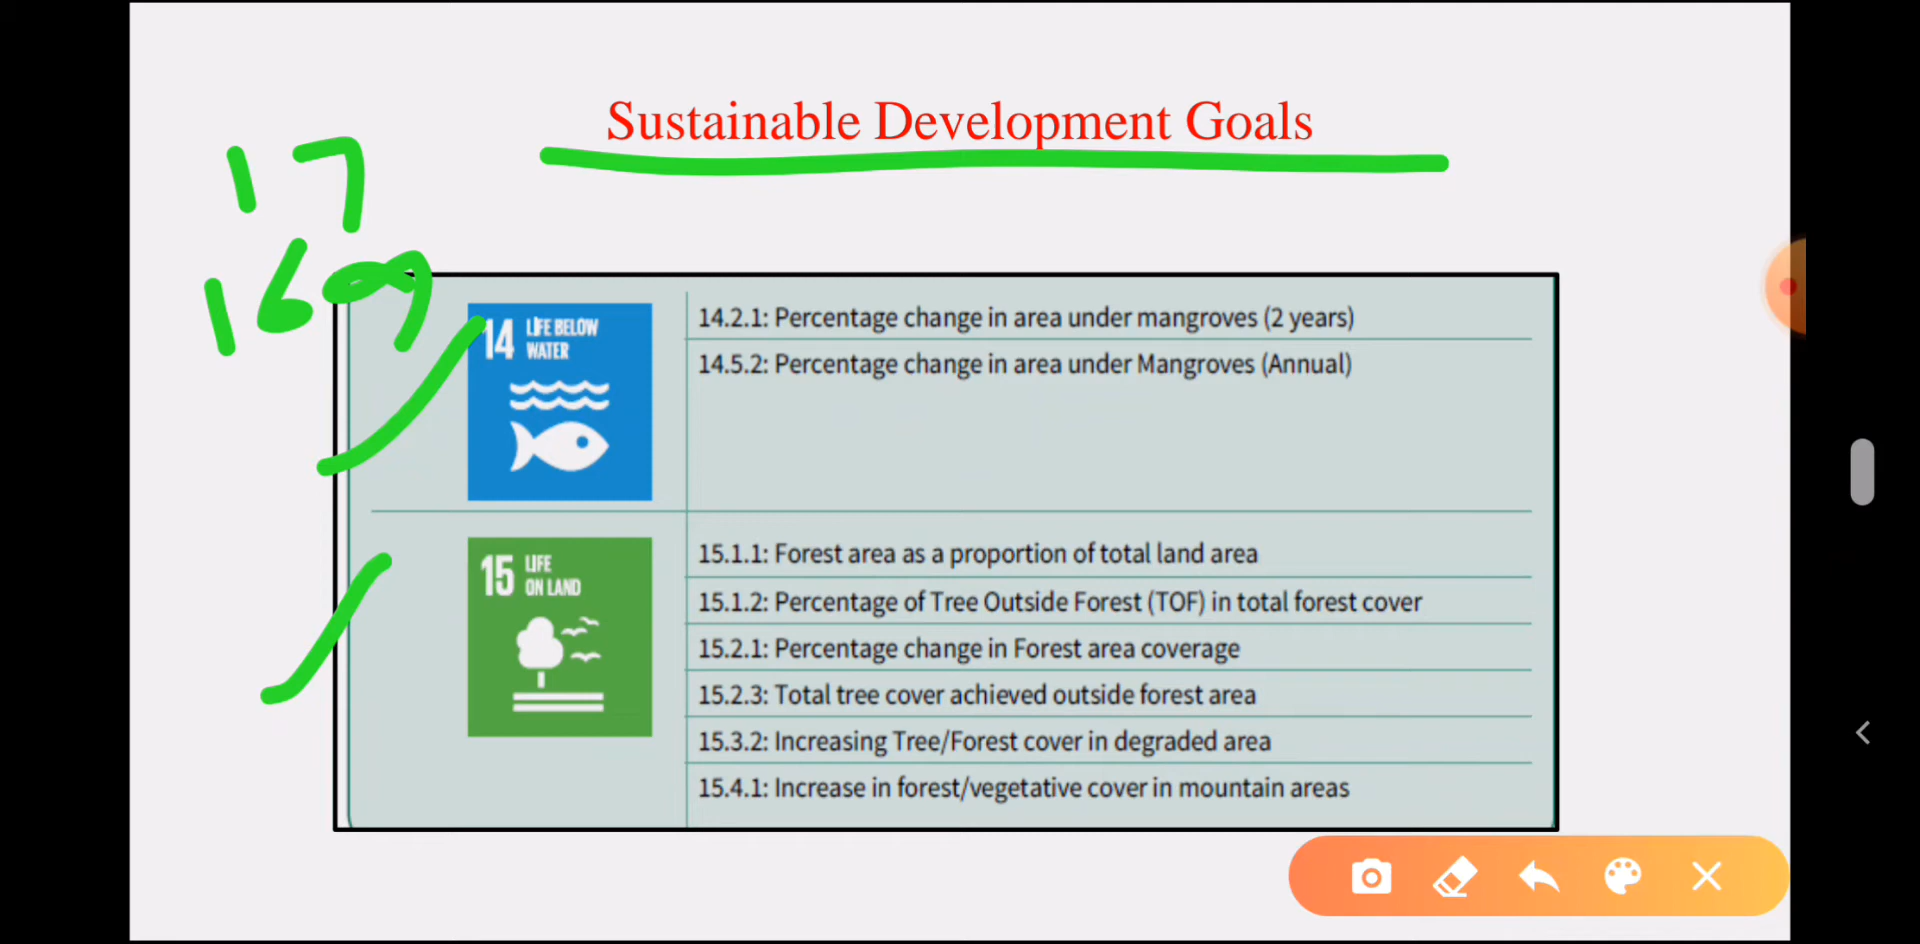 Sustainable Development Goals
17
169
14 LIFE BELOW
WATER
14.2.1: Percentage change in area under mangroves (2 years)
14.5.2: Percentage change in area under Mangroves (Annual)
15 LIFE
ON LAND
15.1.1: Forest area as a proportion of total land area
15.1.2: Percentage of Tree Outside Forest (TOF) in total forest cover
15.2.1: Percentage change in Forest area coverage
15.2.3: Total tree cover achieved outside forest area
15.3.2: Increasing Tree/Forest cover in degraded area
15.4.1: Increase in forest/vegetative cover in mountain areas